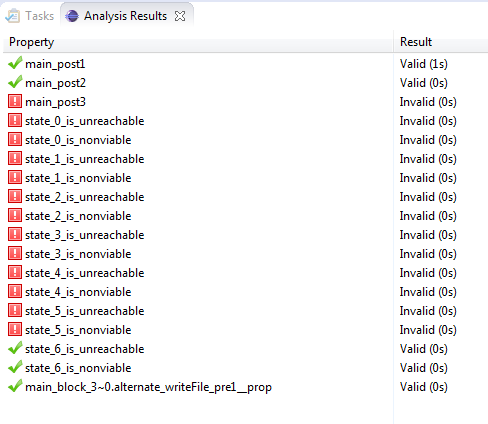 Tasks Analysis Results
Property Result
main_post1 Valid (1s)
main_post2 Valid (0s)
main_post3 Invalid (0s)
state_0_is_unreachable Invalid (0s)
state_0_is_nonviable Invalid (0s)
state_1_is_unreachable Invalid (0s)
state_1_is_nonviable Invalid (0s)
state_2_is_unreachable Invalid (0s)
state_2_is_nonviable Invalid (0s)
state_3_is_unreachable Invalid (0s)
state_3_is_nonviable Invalid (0s)
state_4_is_unreachable Invalid (0s)
state_4_is_nonviable Invalid (0s)
state_5_is_unreachable Invalid (0s)
state_5_is_nonviable Invalid (0s)
state_6_is_unreachable Valid (0s)
state_6_is_nonviable Valid (0s)
main_block_3~0.alternate_writeFile_pre1__prop Valid (0s)